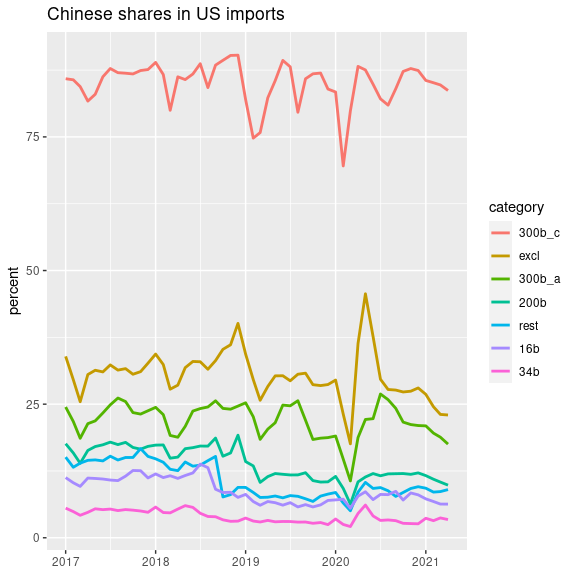 Chinese shares in US imports
percent
75
50
25
0
2017
2018
2019
2020
2021
category
300b_c
excl
300b_a
200b
rest
16b
34b